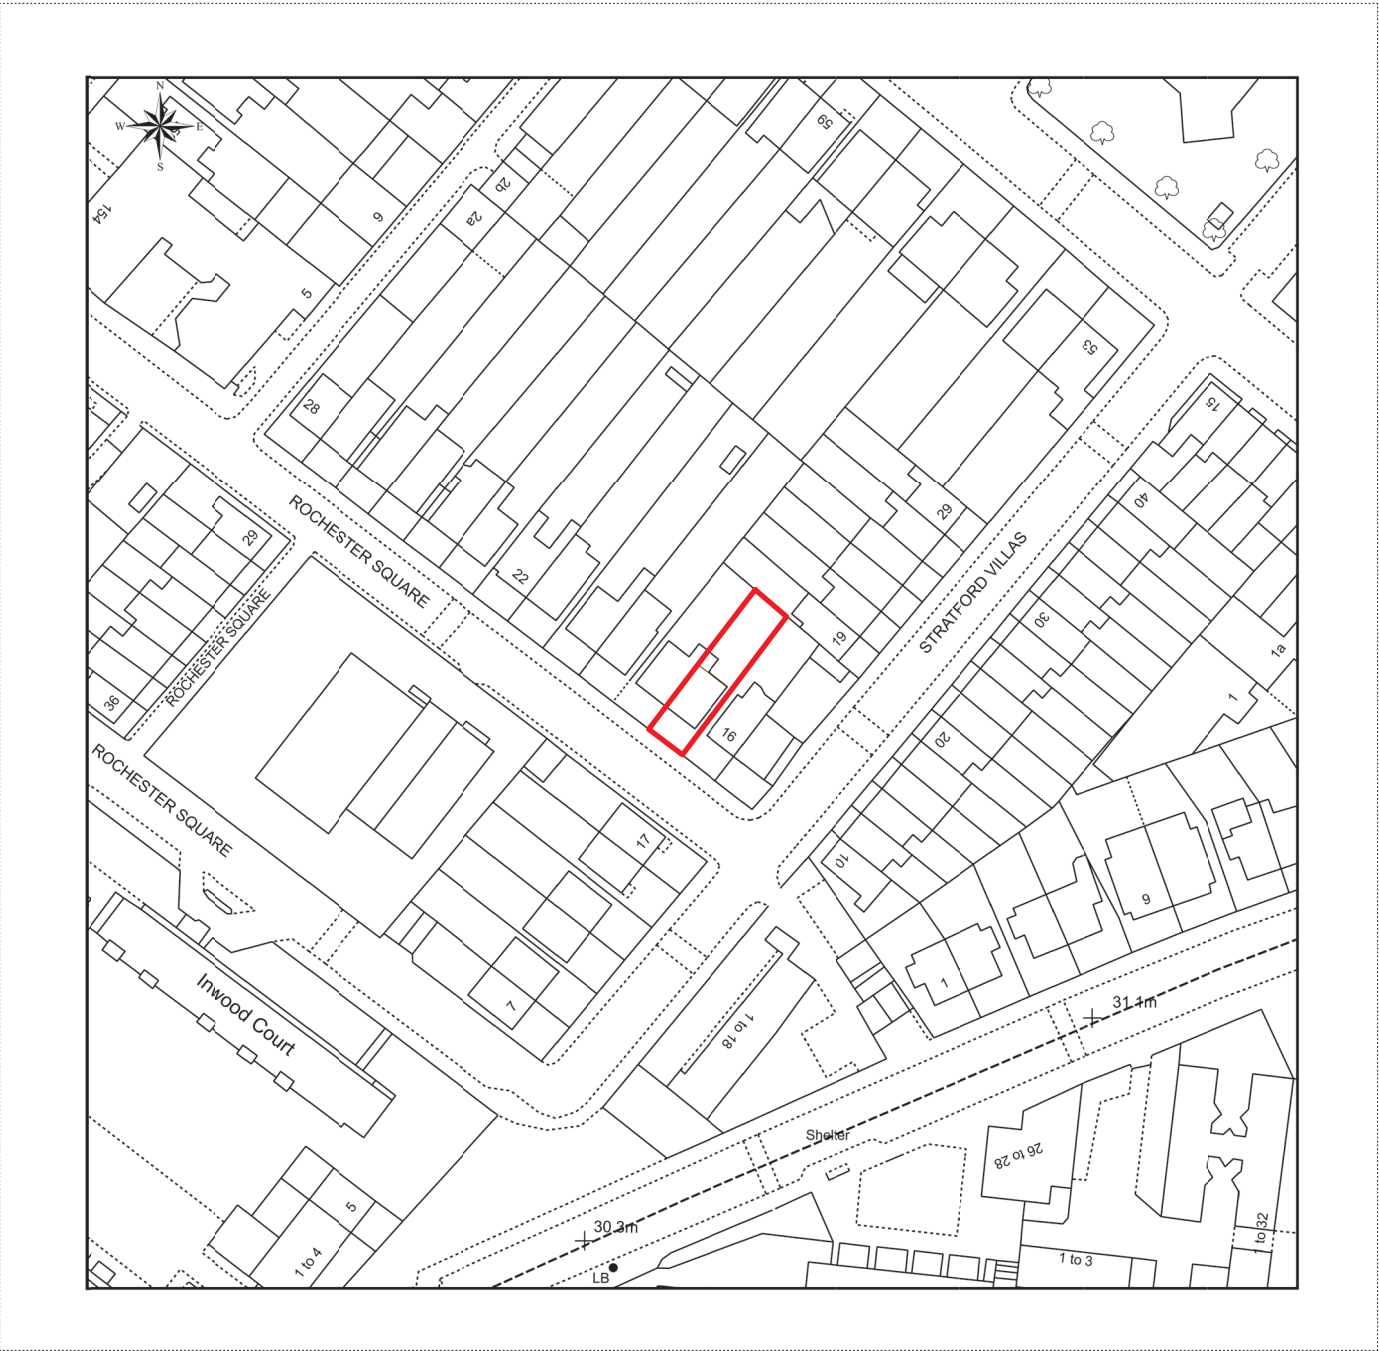 N
W E
S
59
154
6
2b
2a
5
53
15
28
40
29
29
ROCHESTER SQUARE
STRATFORD VILLAS
22
ROCHESTER SQUARE
30
19
1a
36
1
16
20
ROCHESTER SQUARE
17
10
9
1
7
Inwood Court
1 to 18
31.1m
Shelter
26 to 28
5
30.3m
1 to 32
1 to 4
1 to 3
LB